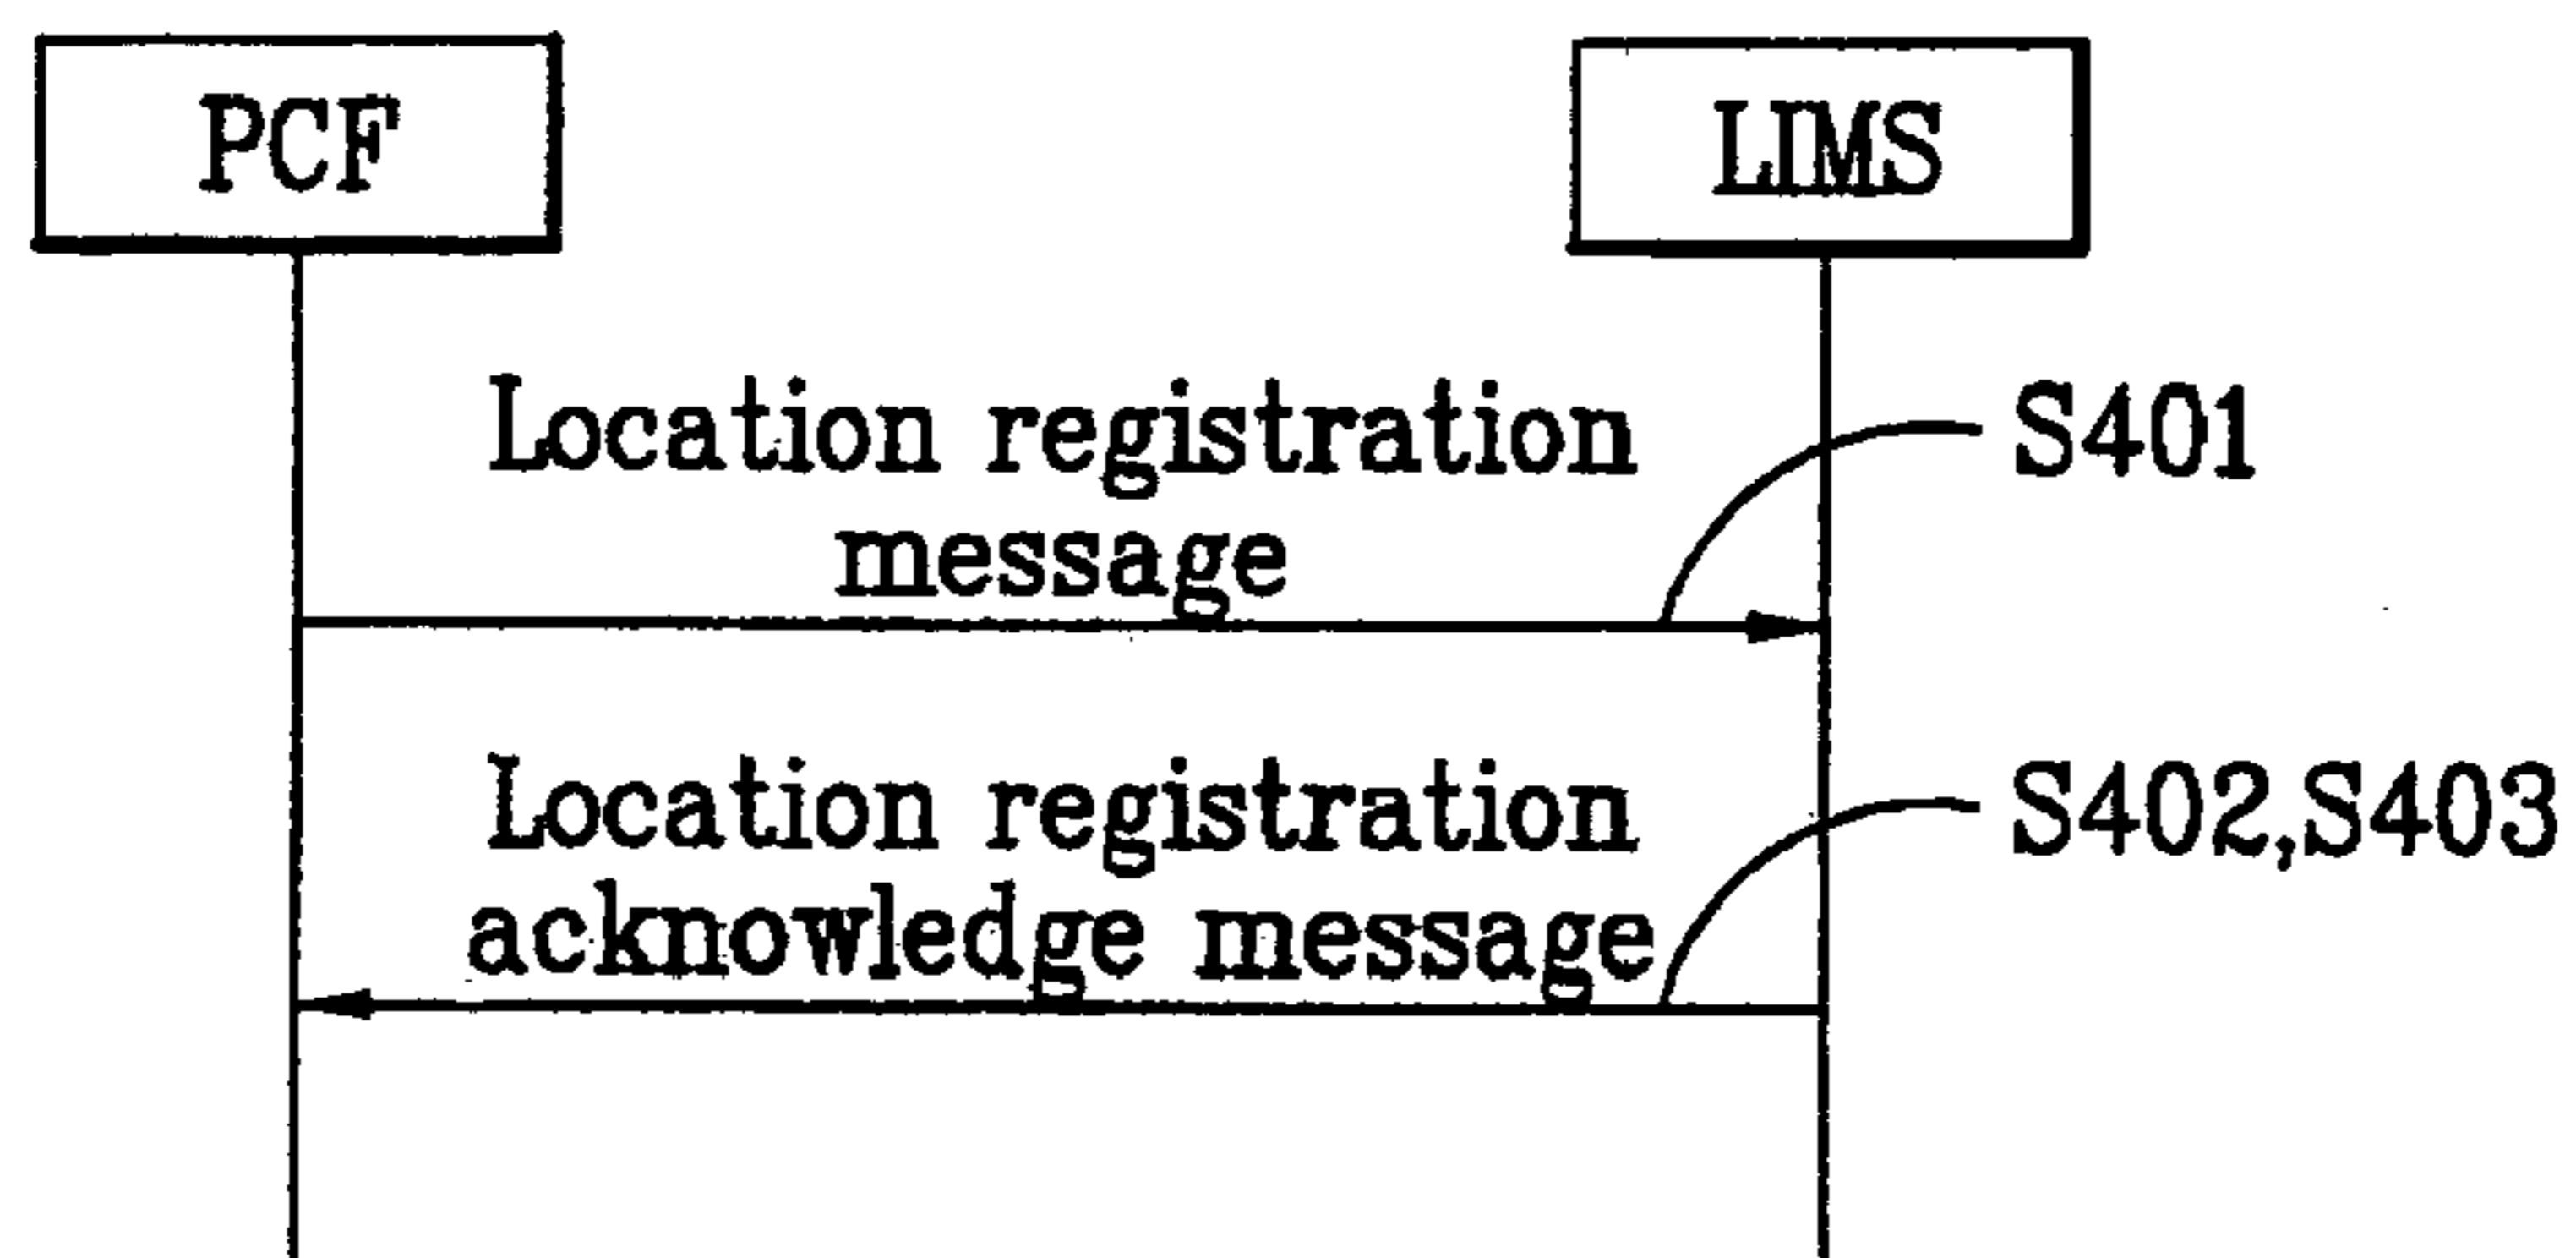 PCF
LIMS
Location registration
message
S401
Location registration
acknowledge message
S402,S403